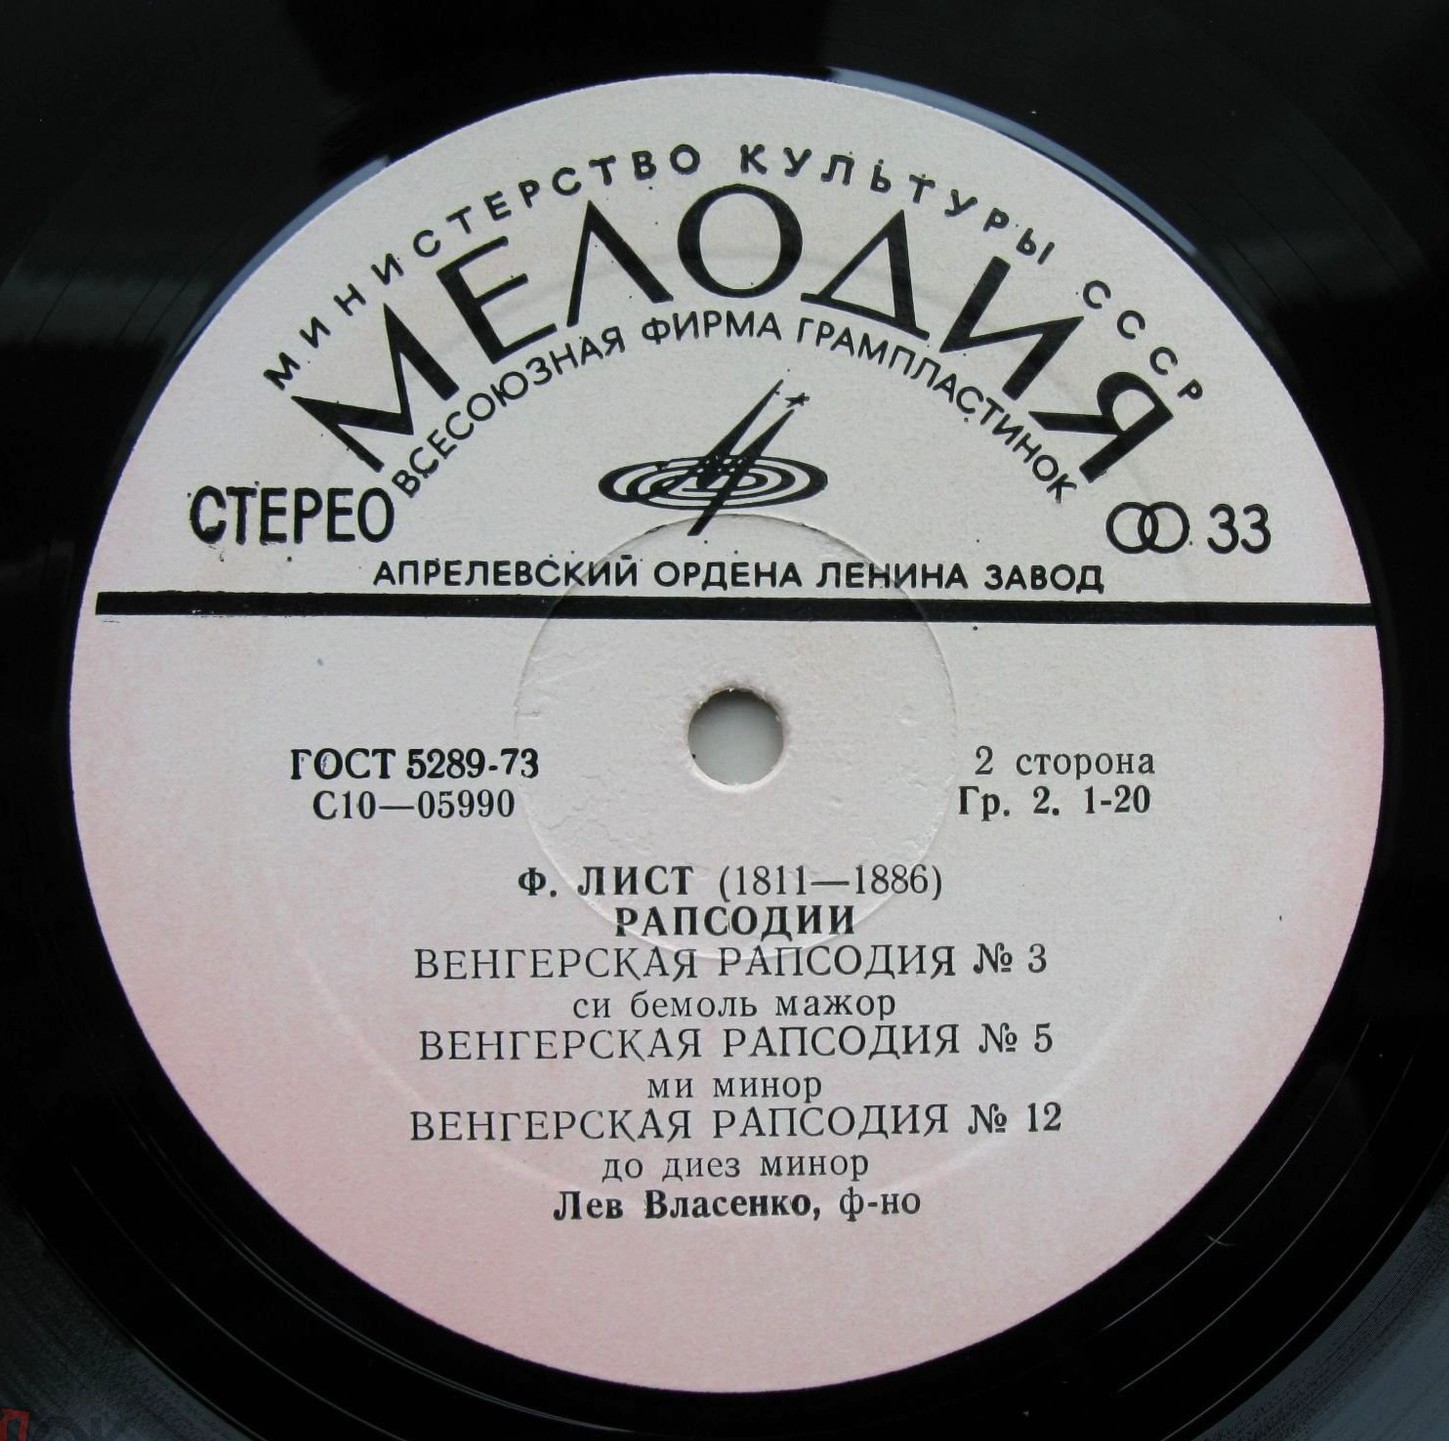 МИНИСТЕРСТВО КУЛЬТУРЫ СССР
МЕЛОДИЯ
ВСЕСОЮЗНАЯ ФИРМА ГРАМПЛАСТИНОК
СТЕРЕО
33
АПРЕЛЕВСКИЙ ОРДЕНА ЛЕНИНА ЗАВОД
ГОСТ 5289-73
С10—05990
2 сторона
Гр. 2. 1-20
Ф. ЛИСТ (1811—1886)
РАПСОДИИ
ВЕНГЕРСКАЯ РАПСОДИЯ № 3
си бемоль мажор
ВЕНГЕРСКАЯ РАПСОДИЯ № 5
ми минор
ВЕНГЕРСКАЯ РАПСОДИЯ № 12
до диез минор
Лев Власенко, ф-но